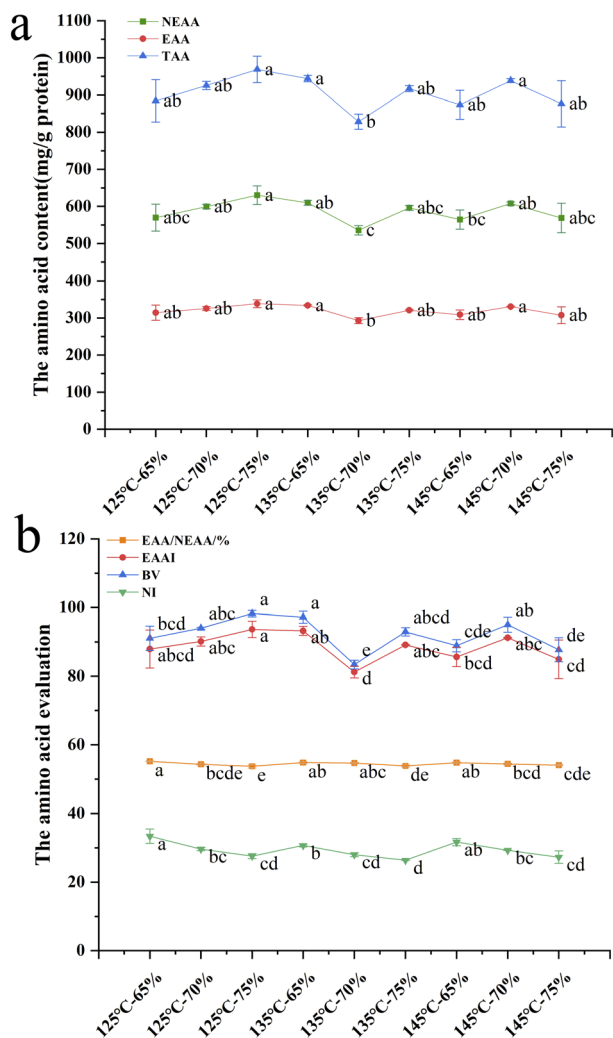 a
NEAA
EAA
TAA
The amino acid content(mg/g protein)
1100
1000
900
800
700
600
500
400
300
200
100
0
ab
ab
a
a
b
ab
ab
a
ab
abc
ab
a
ab
c
abc
bc
ab
abc
ab
ab
a
a
b
ab
ab
a
ab
125°C-65%
125°C-70%
125°C-75%
135°C-65%
135°C-70%
135°C-75%
145°C-65%
145°C-70%
145°C-75%
b
EAA/NEAA/%
EAAI
BV
NI
The amino acid evaluation
120
100
80
60
40
20
0
bcd
abc
a
a
e
abcd
cde
ab
de
abcd
abc
a
ab
d
abc
bcd
abc
cd
a
bcde
e
ab
abc
de
ab
bcd
cde
a
bc
cd
b
cd
d
ab
bc
cd
125°C-65%
125°C-70%
125°C-75%
135°C-65%
135°C-70%
135°C-75%
145°C-65%
145°C-70%
145°C-75%